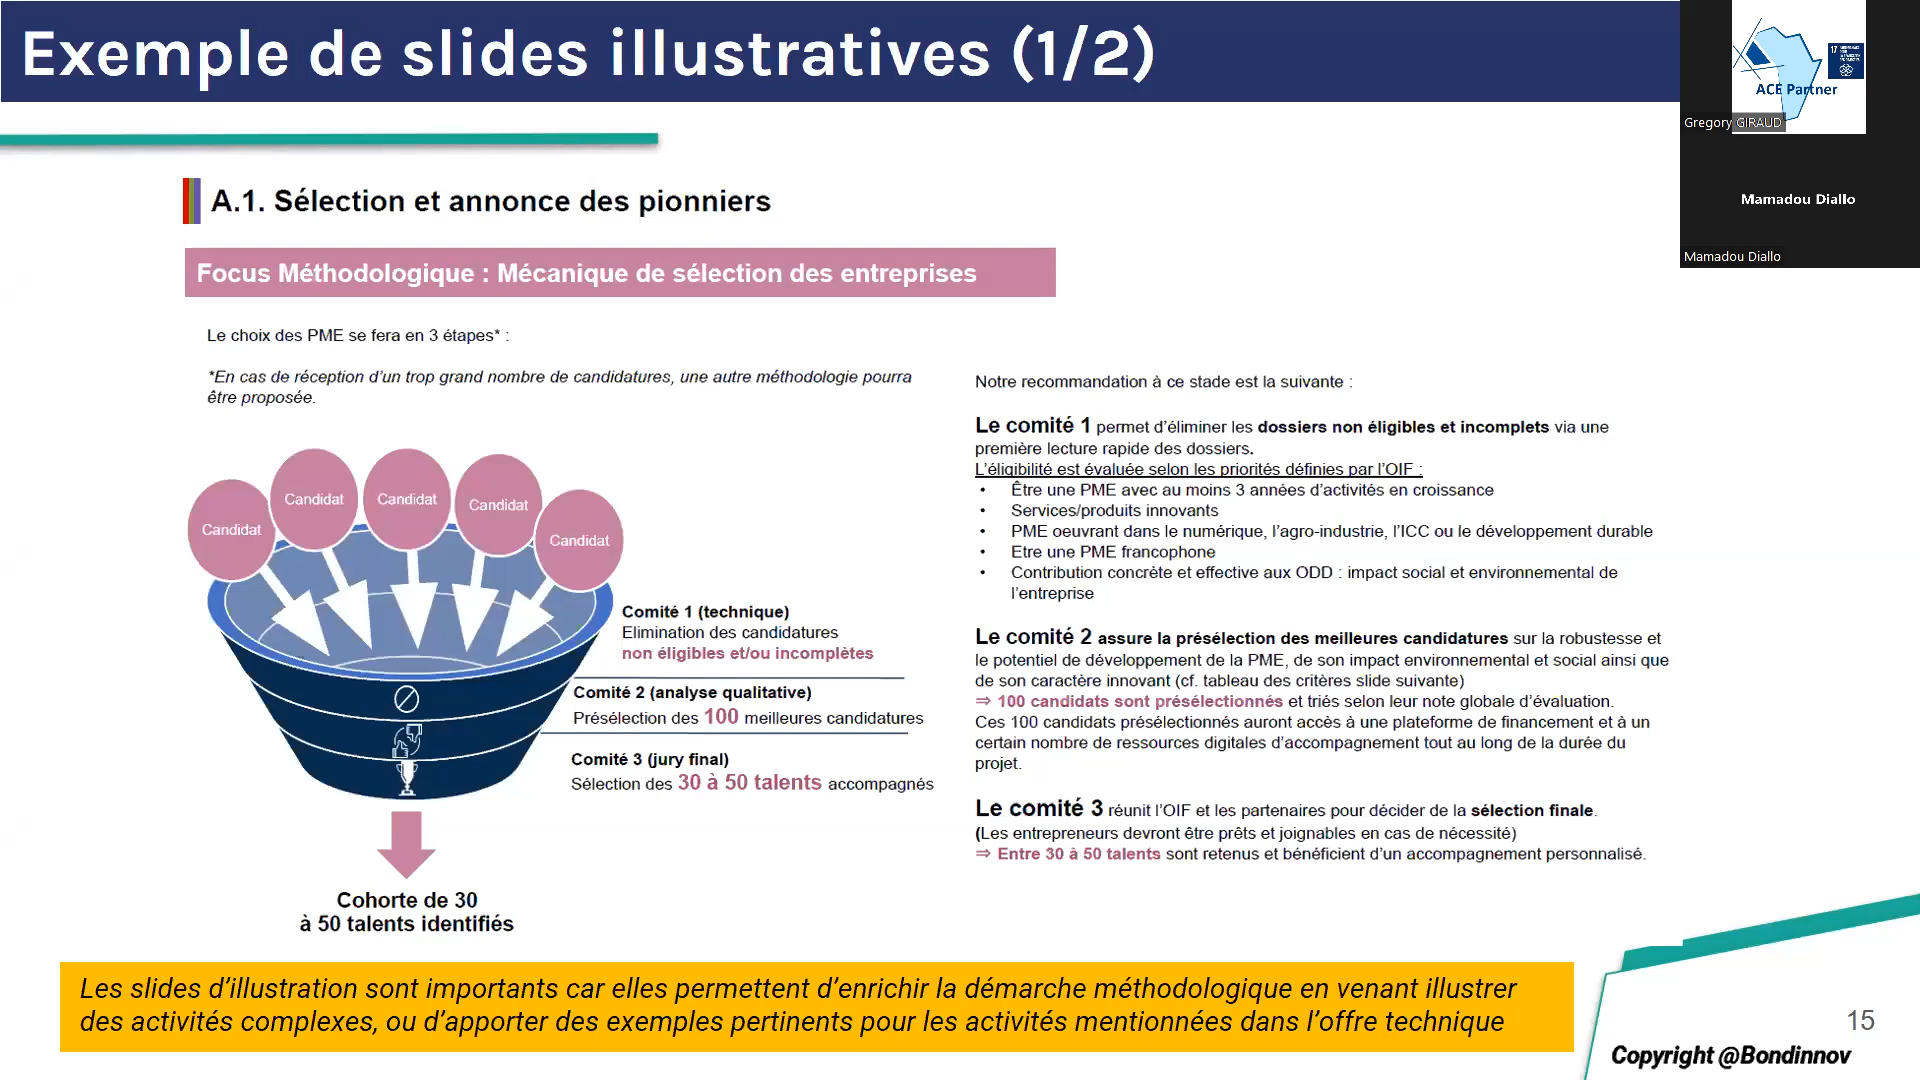 Exemple de slides illustratives (1/2)
ACE Partner
Gregory GIRAUD
Mamadou Diallo
Mamadou Diallo
A.1. Sélection et annonce des pionniers
Focus Méthodologique : Mécanique de sélection des entreprises
Le choix des PME se fera en 3 étapes* :
*En cas de réception d’un trop grand nombre de candidatures, une autre méthodologie pourra
être proposée.
Candidat
Candidat
Candidat
Candidat
Candidat
Comité 1 (technique)
Elimination des candidatures
non éligibles et/ou incomplètes
Comité 2 (analyse qualitative)
Présélection des 100 meilleures candidatures
Comité 3 (jury final)
Sélection des 30 à 50 talents accompagnés
Cohorte de 30
à 50 talents identifiés
Notre recommandation à ce stade est la suivante :
Le comité 1 permet d’éliminer les dossiers non éligibles et incomplets via une
première lecture rapide des dossiers.
L’éligibilité est évaluée selon les priorités définies par l’OIF :
• Être une PME avec au moins 3 années d’activités en croissance
• Services/produits innovants
• PME oeuvrant dans le numérique, l’agro-industrie, l’ICC ou le développement durable
• Etre une PME francophone
• Contribution concrète et effective aux ODD : impact social et environnemental de
l’entreprise
Le comité 2 assure la présélection des meilleures candidatures sur la robustesse et
le potentiel de développement de la PME, de son impact environnemental et social ainsi que
de son caractère innovant (cf. tableau des critères slide suivante)
⇒ 100 candidats sont présélectionnés et triés selon leur note globale d’évaluation.
Ces 100 candidats présélectionnés auront accès à une plateforme de financement et à un
certain nombre de ressources digitales d’accompagnement tout au long de la durée du
projet.
Le comité 3 réunit l’OIF et les partenaires pour décider de la sélection finale.
(Les entrepreneurs devront être prêts et joignables en cas de nécessité)
⇒ Entre 30 à 50 talents sont retenus et bénéficient d’un accompagnement personnalisé.
Les slides d’illustration sont importants car elles permettent d’enrichir la démarche méthodologique en venant illustrer
des activités complexes, ou d’apporter des exemples pertinents pour les activités mentionnées dans l’offre technique
15
Copyright @Bondinnov